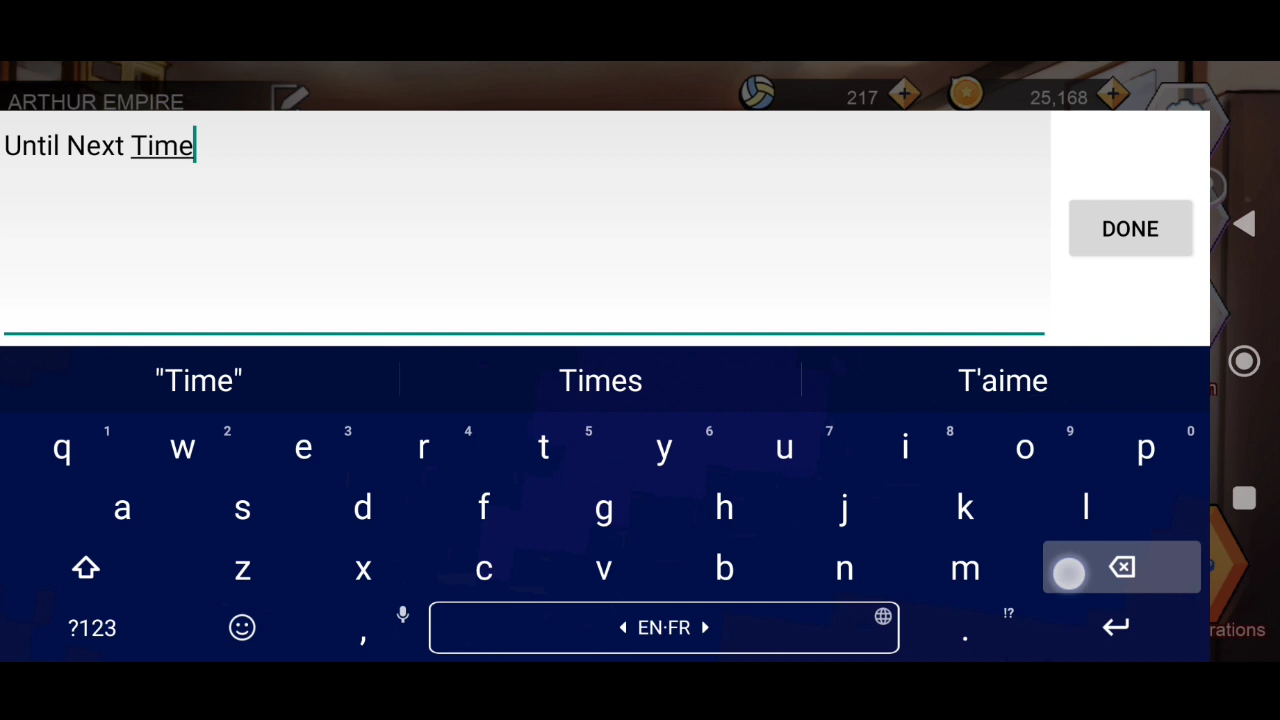 ARTHUR EMPIRE 217 25,168
Until Next Time
DONE
"Time" Times T'aime
q 1 w 2 e 3 r 4 t 5 y 6 u 7 i 8 o 9 p 0
a s d f g h j k l
z x c v b n m
?123 , EN·FR . !?
rations